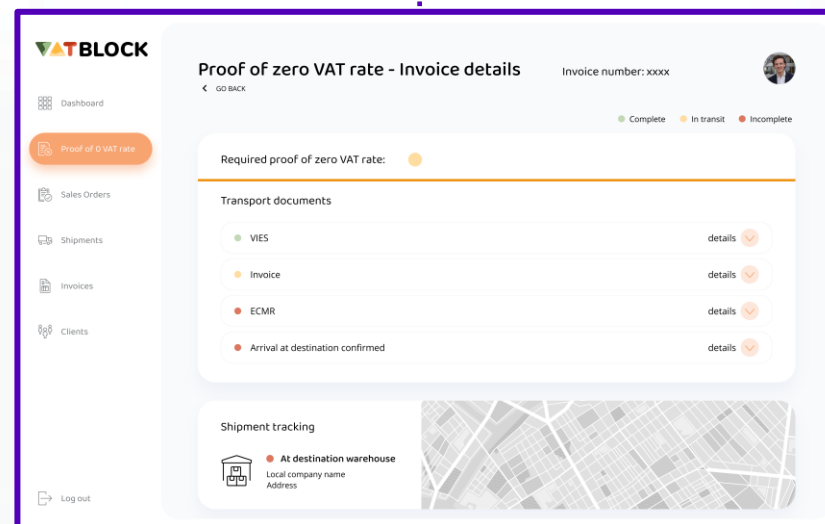 VATBLOCK
Dashboard
Proof of 0 VAT rate
Sales Orders
Shipments
Invoices
Clients
Log out
Proof of zero VAT rate - Invoice details
Invoice number: xxxx
GO BACK
Complete
In transit
Incomplete
Required proof of zero VAT rate:
Transport documents
VIES
details
Invoice
details
ECMR
details
Arrival at destination confirmed
details
Shipment tracking
At destination warehouse
Local company name
Address